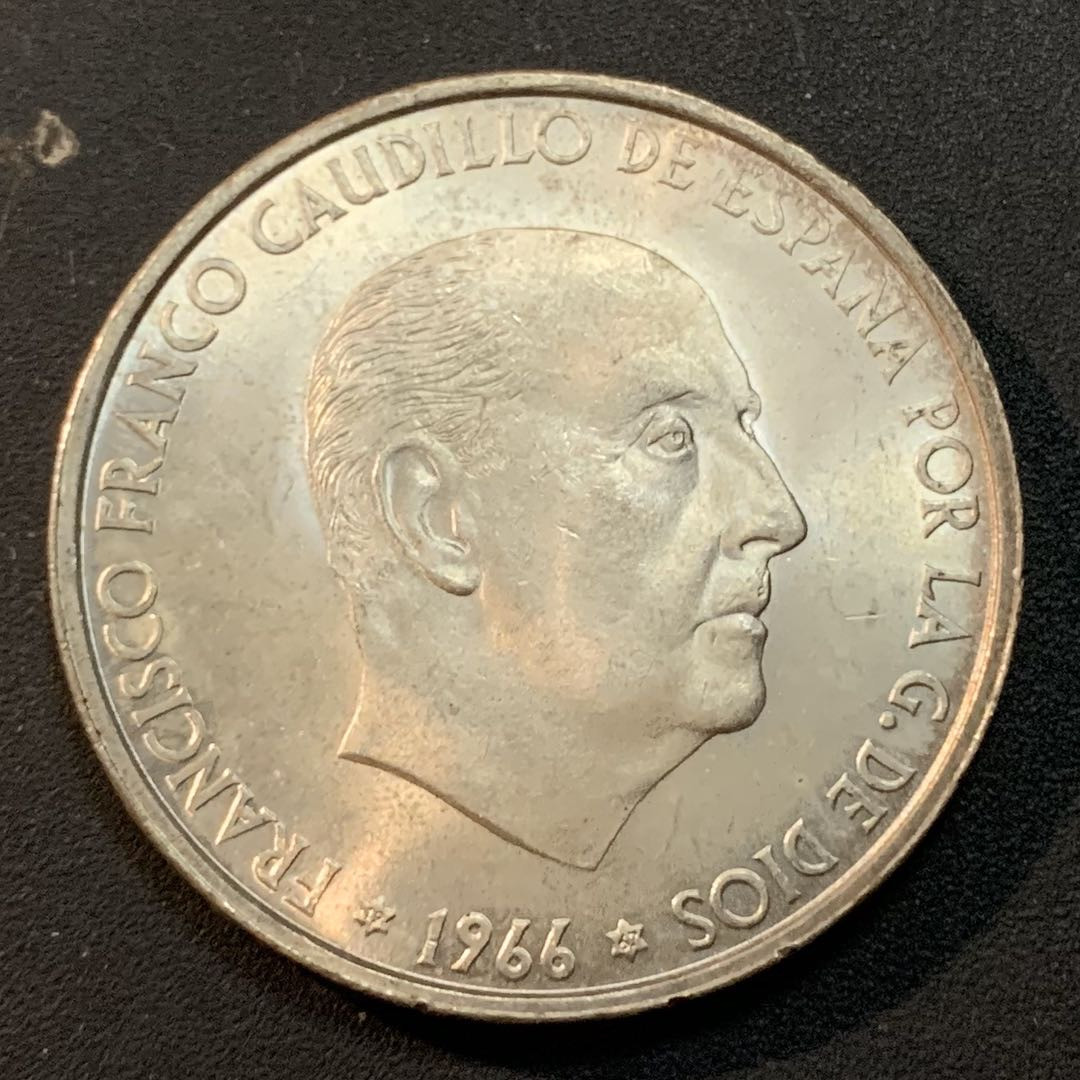 FRANCISCO FRANCO CAUDILLO DE ESPAÑA POR LA G. DE DIOS
1966